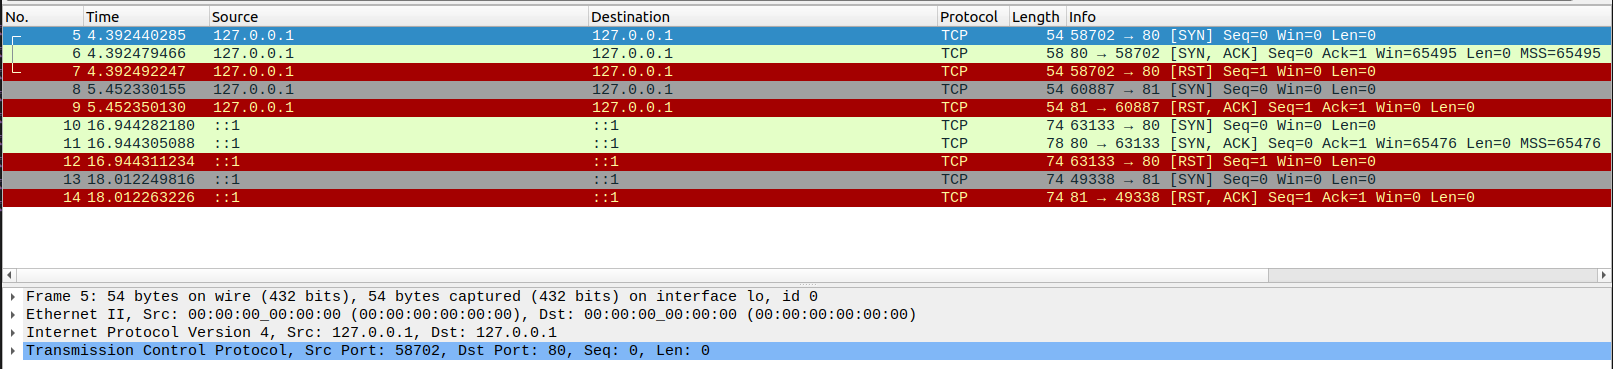 No. Time Source Destination Protocol Length Info
5 4.392440285 127.0.0.1 127.0.0.1 TCP 54 58702 → 80 [SYN] Seq=0 Win=0 Len=0
6 4.392479466 127.0.0.1 127.0.0.1 TCP 58 80 → 58702 [SYN, ACK] Seq=0 Ack=1 Win=65495 Len=0 MSS=65495
7 4.392492247 127.0.0.1 127.0.0.1 TCP 54 58702 → 80 [RST] Seq=1 Win=0 Len=0
8 5.452330155 127.0.0.1 127.0.0.1 TCP 54 60887 → 81 [SYN] Seq=0 Win=0 Len=0
9 5.452350130 127.0.0.1 127.0.0.1 TCP 54 81 → 60887 [RST, ACK] Seq=1 Ack=1 Win=0 Len=0
10 16.944282180 ::1 ::1 TCP 74 63133 → 80 [SYN] Seq=0 Win=0 Len=0
11 16.944305088 ::1 ::1 TCP 78 80 → 63133 [SYN, ACK] Seq=0 Ack=1 Win=65476 Len=0 MSS=65476
12 16.944311234 ::1 ::1 TCP 74 63133 → 80 [RST] Seq=1 Win=0 Len=0
13 18.012249816 ::1 ::1 TCP 74 49338 → 81 [SYN] Seq=0 Win=0 Len=0
14 18.012263226 ::1 ::1 TCP 74 81 → 49338 [RST, ACK] Seq=1 Ack=1 Win=0 Len=0
Frame 5: 54 bytes on wire (432 bits), 54 bytes captured (432 bits) on interface lo, id 0
Ethernet II, Src: 00:00:00_00:00:00 (00:00:00:00:00:00), Dst: 00:00:00_00:00:00 (00:00:00:00:00:00)
Internet Protocol Version 4, Src: 127.0.0.1, Dst: 127.0.0.1
Transmission Control Protocol, Src Port: 58702, Dst Port: 80, Seq: 0, Len: 0